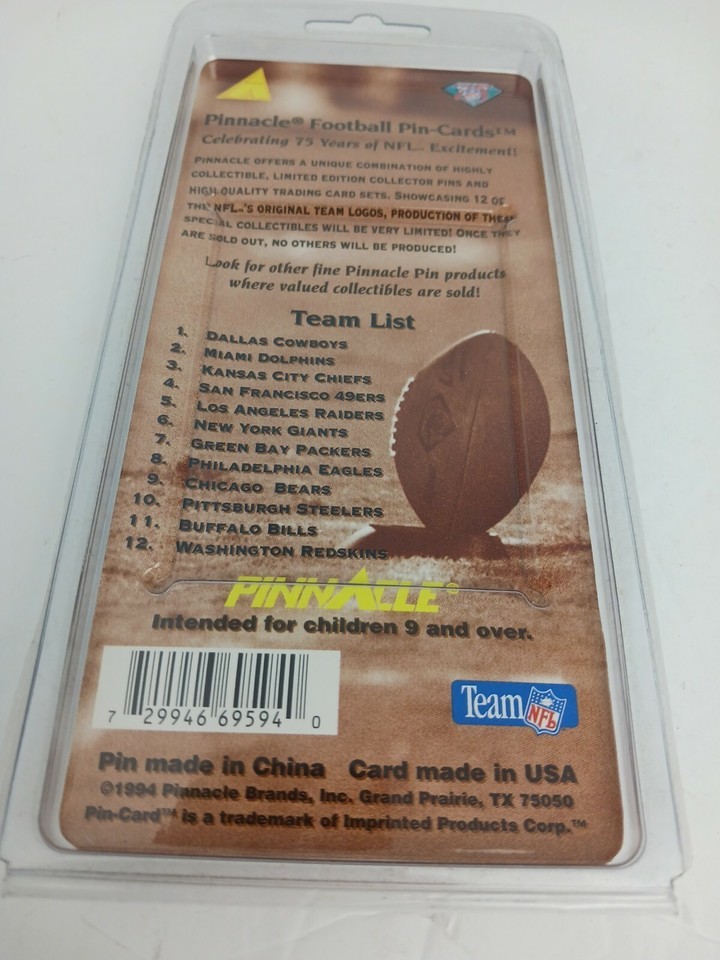 Pinnacle® Football Pin-Cards™
Celebrating 75 Years of NFL™ Excitement!
PINNACLE OFFERS A UNIQUE COMBINATION OF HIGHLY
COLLECTIBLE, LIMITED EDITION COLLECTOR PINS AND
HIGH QUALITY TRADING CARD SETS. SHOWCASING 12 OF
THE NFL™'S ORIGINAL TEAM LOGOS, PRODUCTION OF THESE
SPECIAL COLLECTIBLES WILL BE VERY LIMITED! ONCE THEY
ARE SOLD OUT, NO OTHERS WILL BE PRODUCED!
Look for other fine Pinnacle Pin products
where valued collectibles are sold!
Team List
1. DALLAS COWBOYS
2. MIAMI DOLPHINS
3. KANSAS CITY CHIEFS
4. SAN FRANCISCO 49ERS
5. LOS ANGELES RAIDERS
6. NEW YORK GIANTS
7. GREEN BAY PACKERS
8. PHILADELPHIA EAGLES
9. CHICAGO BEARS
10. PITTSBURGH STEELERS
11. BUFFALO BILLS
12. WASHINGTON REDSKINS
PINNACLE®
Intended for children 9 and over.
7 29946 69594 0
Team NFL
Pin made in China Card made in USA
©1994 Pinnacle Brands, Inc. Grand Prairie, TX 75050
Pin-Card™ is a trademark of Imprinted Products Corp.™